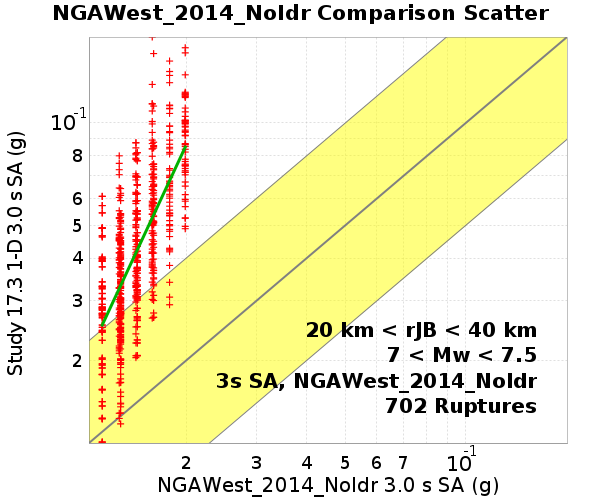 NGAWest_2014_NoIdr Comparison Scatter
Study 17.3 1-D 3.0 s SA (g)
10-1
8
6
5
4
3
2
20 km < rJB < 40 km
7 < Mw < 7.5
3s SA, NGAWest_2014_NoIdr
702 Ruptures
2 3 4 5 6 7 10-1
NGAWest_2014_NoIdr 3.0 s SA (g)